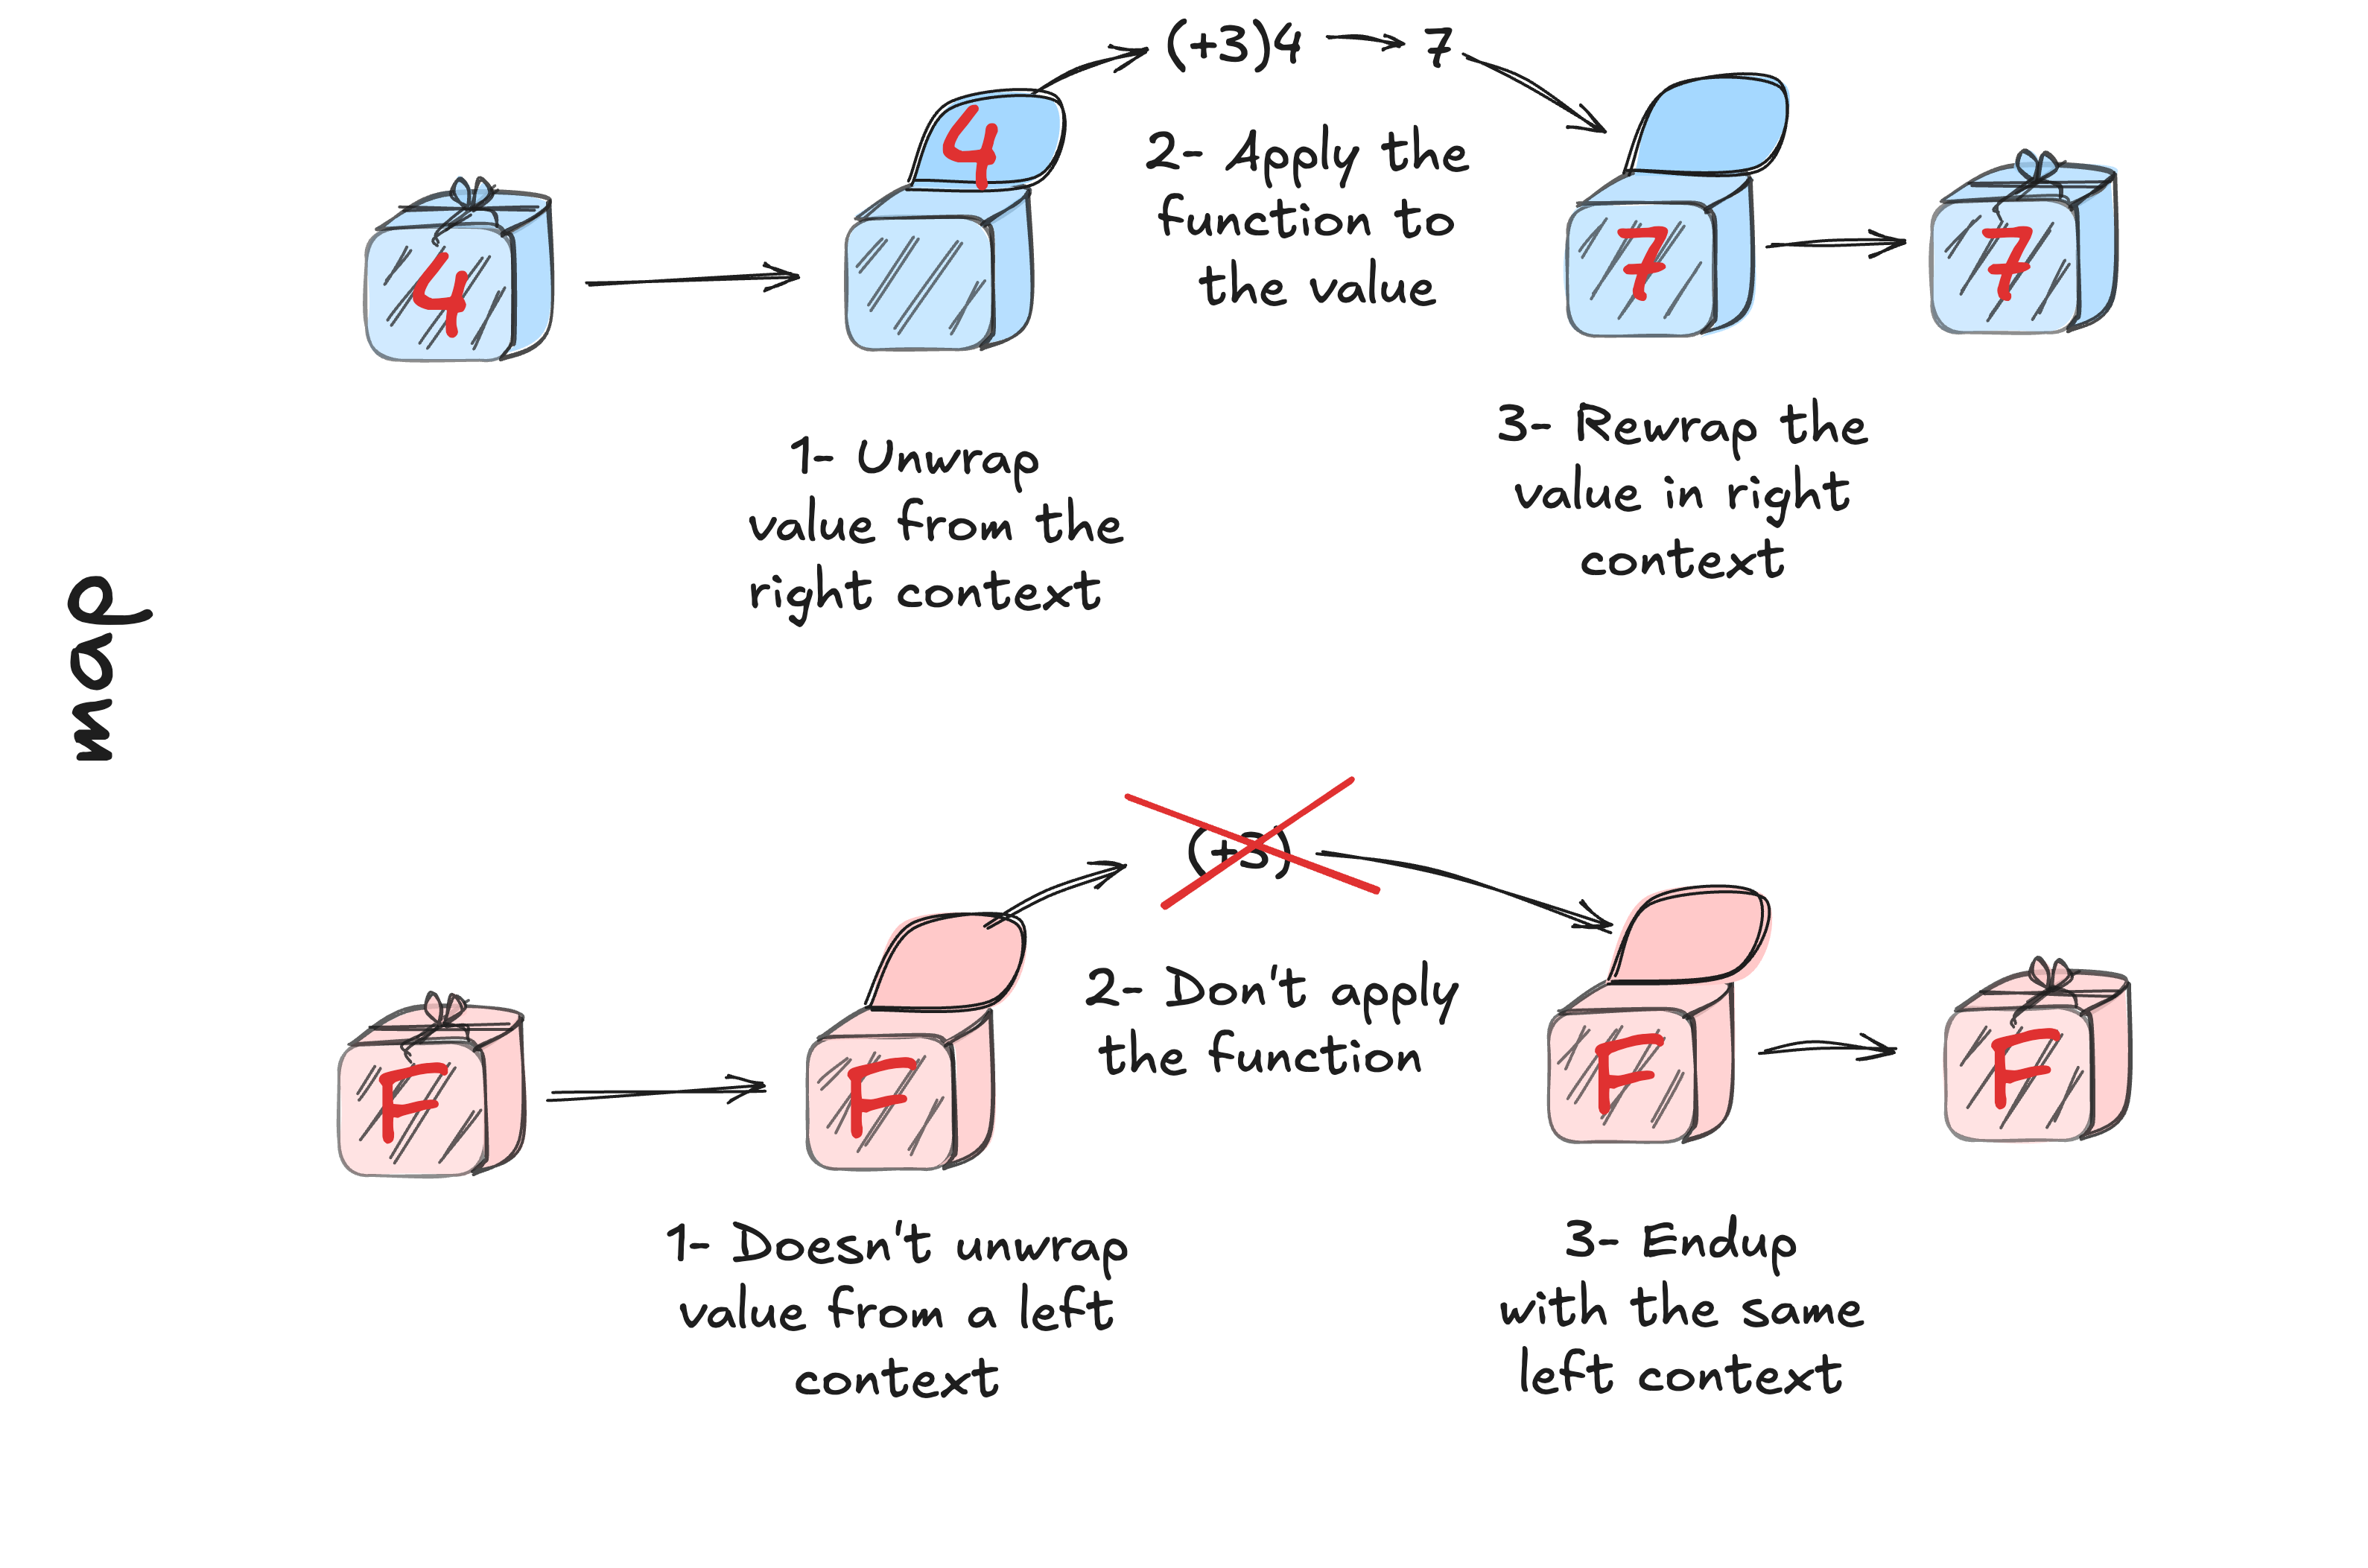 map
(+3)4
7
4
4
7
7
2- Apply the
function to
the value
1- Unwrap
value from the
right context
3- Rewrap the
value in right
context
(+3)
F
F
F
F
2- Don't apply
the function
1- Doesn't unwrap
value from a left
context
3- Endup
with the same
left context